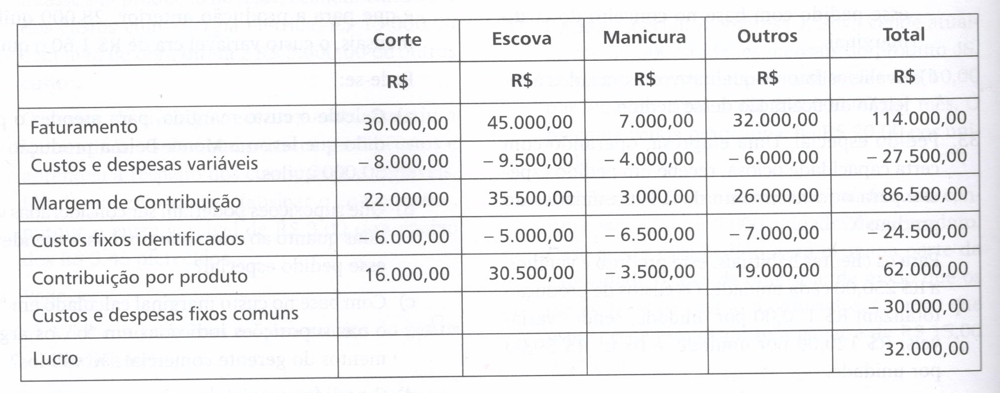 Corte Escova Manicura Outros Total
R$ R$ R$ R$ R$
Faturamento 30.000,00 45.000,00 7.000,00 32.000,00 114.000,00
Custos e despesas variáveis – 8.000,00 – 9.500,00 – 4.000,00 – 6.000,00 – 27.500,00
Margem de Contribuição 22.000,00 35.500,00 3.000,00 26.000,00 86.500,00
Custos fixos identificados – 6.000,00 – 5.000,00 – 6.500,00 – 7.000,00 – 24.500,00
Contribuição por produto 16.000,00 30.500,00 – 3.500,00 19.000,00 62.000,00
Custos e despesas fixos comuns – 30.000,00
Lucro 32.000,00